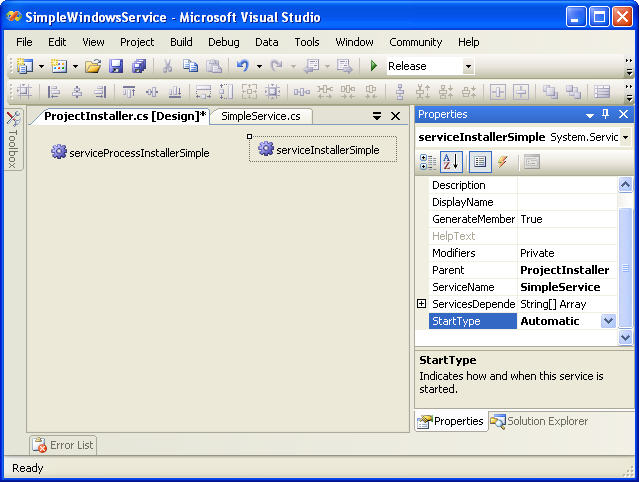 SimpleWindowsService - Microsoft Visual Studio
File Edit View Project Build Debug Data Tools Window Community Help
Release
ProjectInstaller.cs [Design]* SimpleService.cs
Toolbox
serviceProcessInstallerSimple serviceInstallerSimple
Properties
serviceInstallerSimple System.Servic
Description
DisplayName
GenerateMember True
HelpText
Modifiers Private
Parent ProjectInstaller
ServiceName SimpleService
ServicesDepende String[] Array
StartType Automatic
StartType
Indicates how and when this service is
started.
Properties Solution Explorer
Error List
Ready